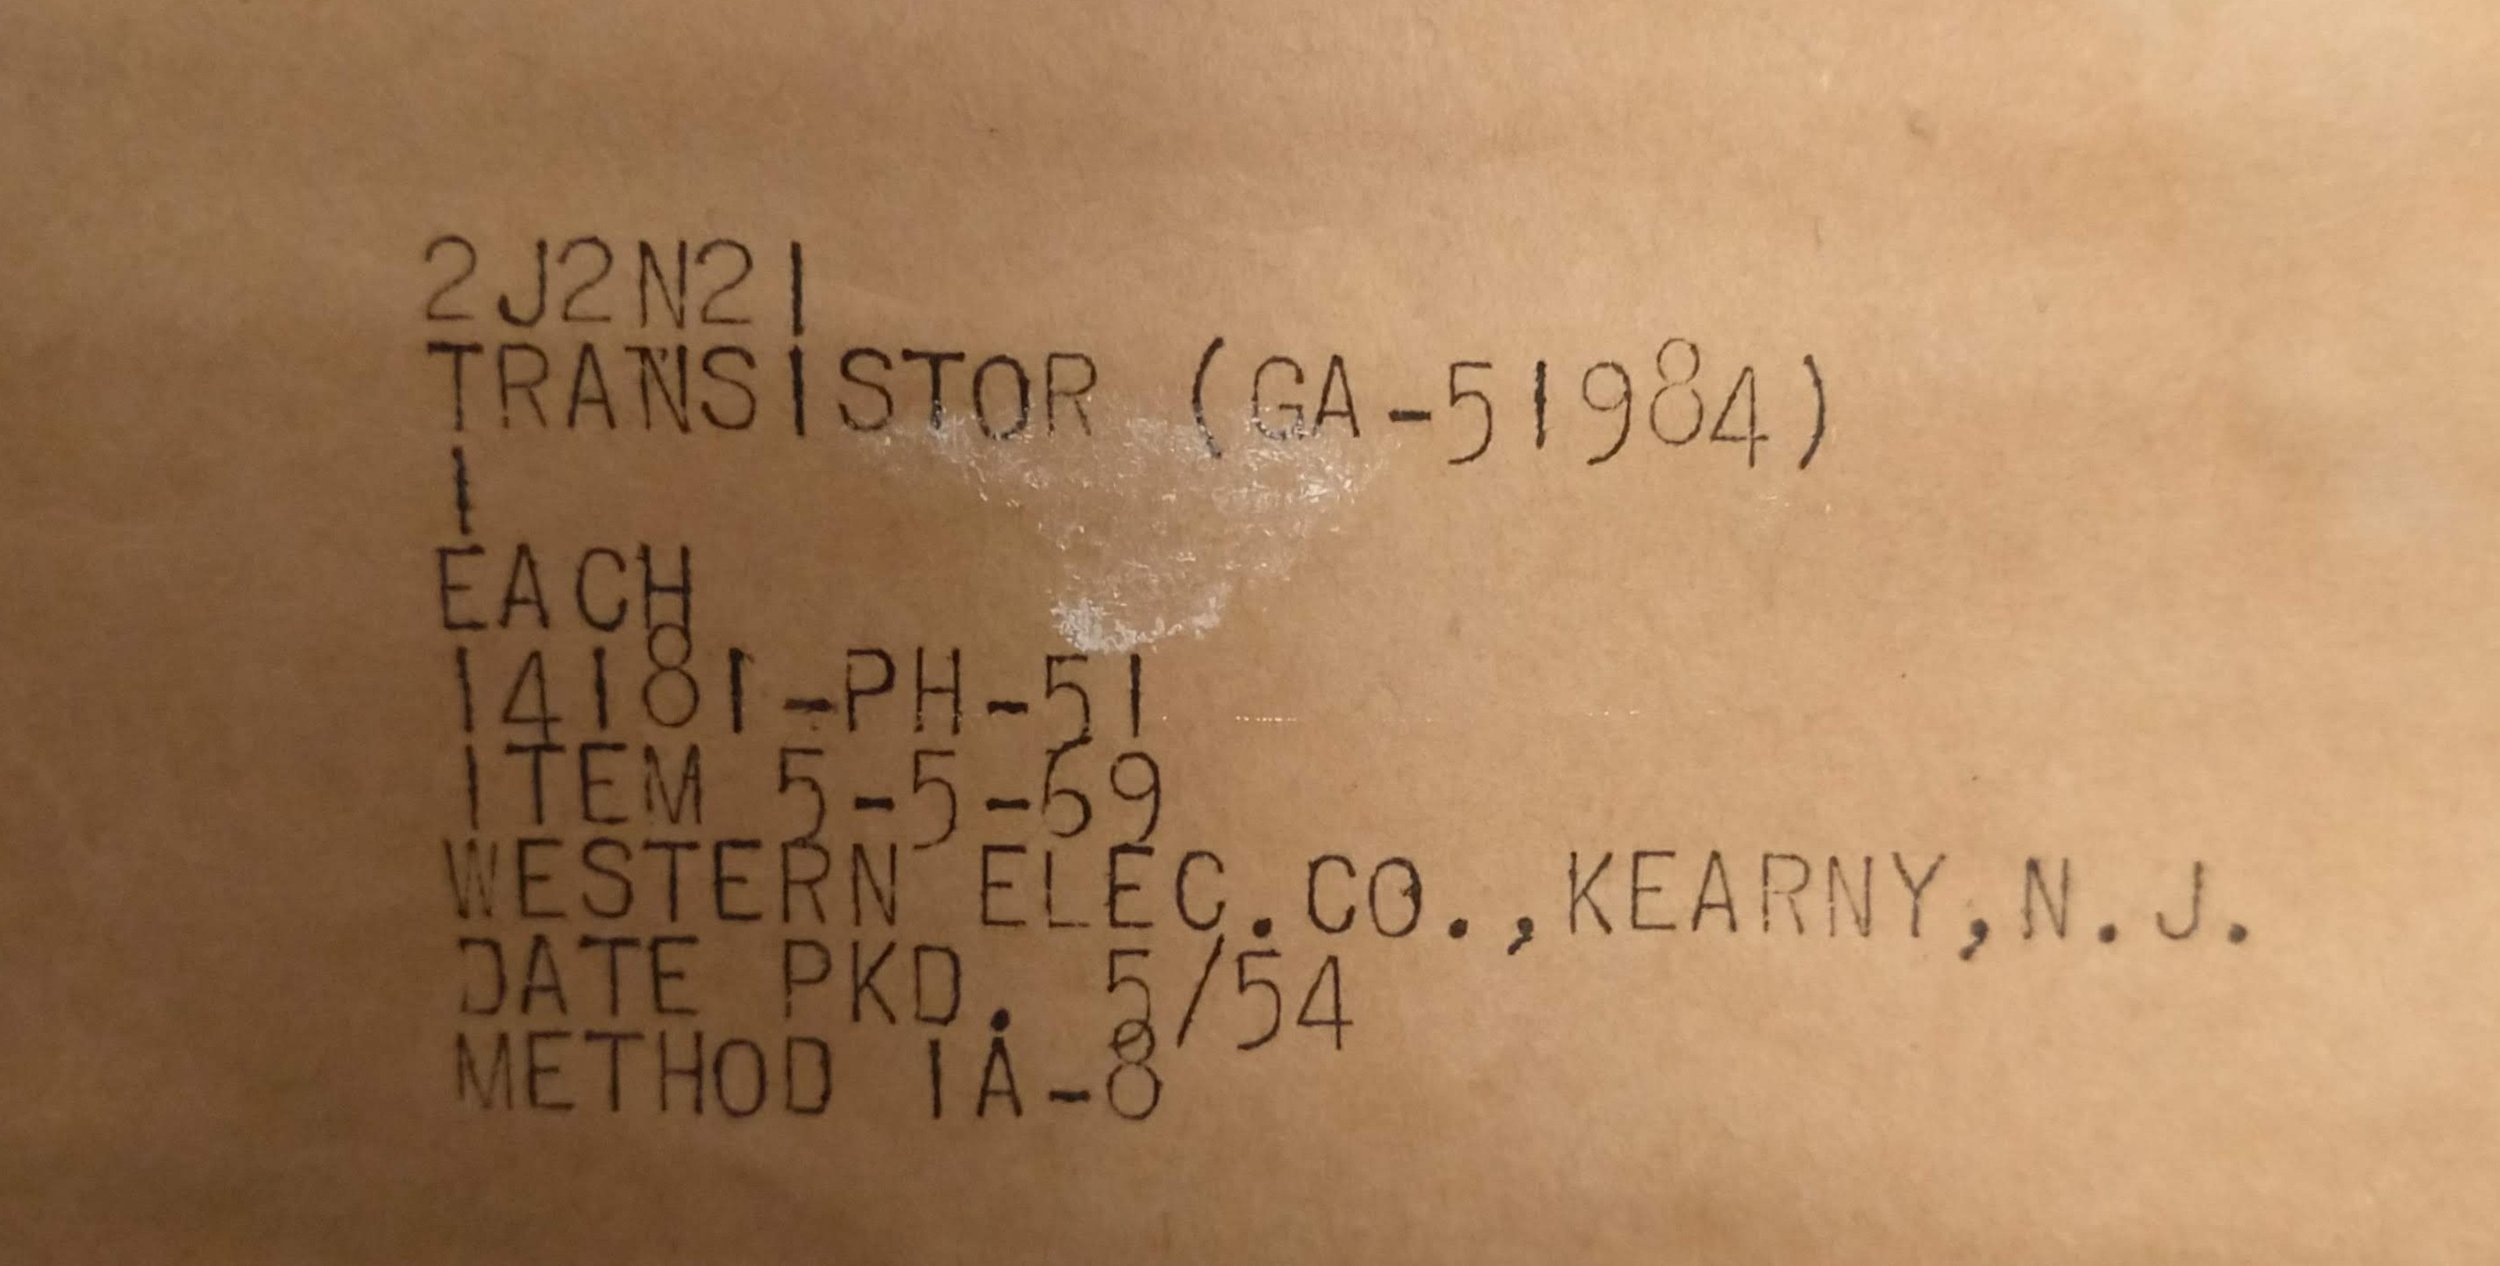 2J2N21
TRANSISTOR (GA-51984)
1
EACH
14181-PH-51
ITEM 5-5-69
WESTERN ELEC.CO.,KEARNY,N.J.
DATE PKD. 5/54
METHOD 1A-8